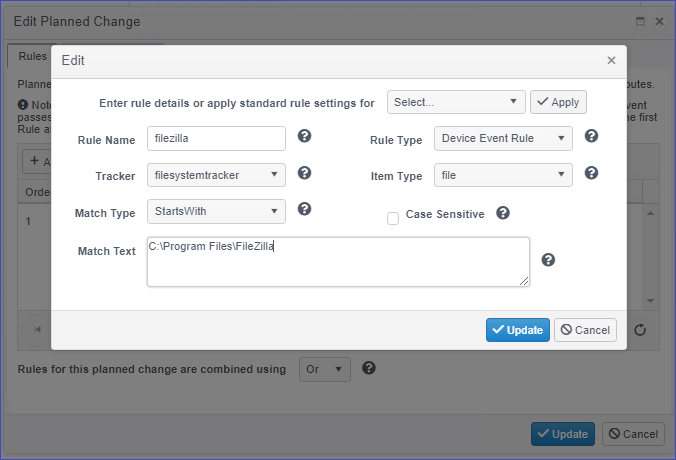 Edit Planned Change
Rules
Edit
Planne
butes.
Note
vent
passe
the first
Rule a
Enter rule details or apply standard rule settings for
Select...
Apply
Rule Name
filezilla
Rule Type
Device Event Rule
Tracker
filesystemtracker
Item Type
file
Match Type
StartsWith
Case Sensitive
Match Text
C:\Program Files\FileZilla
+ A
Orde
1
Update
Cancel
Rules for this planned change are combined using
Or
Update
Cancel